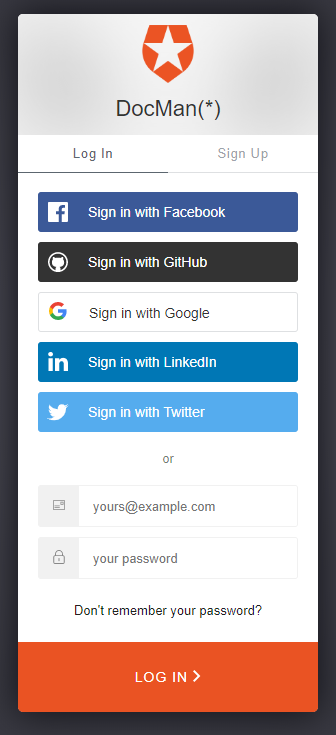 DocMan(*)
Log In
Sign Up
Sign in with Facebook
Sign in with GitHub
Sign in with Google
Sign in with LinkedIn
Sign in with Twitter
or
yours@example.com
your password
Don't remember your password?
LOG IN